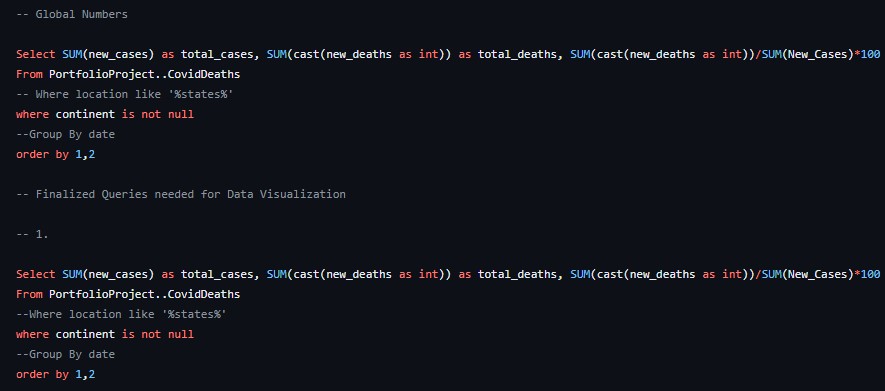 -- Global Numbers
Select SUM(new_cases) as total_cases, SUM(cast(new_deaths as int)) as total_deaths, SUM(cast(new_deaths as int))/SUM(New_Cases)*100
From PortfolioProject..CovidDeaths
-- Where location like '%states%'
where continent is not null
--Group By date
order by 1,2
-- Finalized Queries needed for Data Visualization
-- 1.
Select SUM(new_cases) as total_cases, SUM(cast(new_deaths as int)) as total_deaths, SUM(cast(new_deaths as int))/SUM(New_Cases)*100
From PortfolioProject..CovidDeaths
--Where location like '%states%'
where continent is not null
--Group By date
order by 1,2